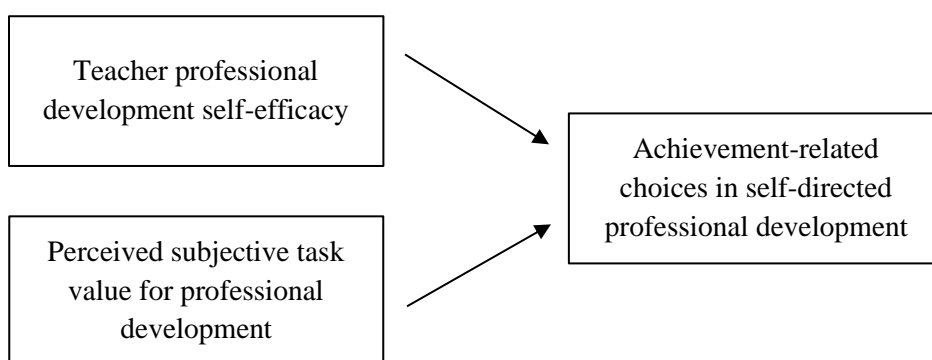 Teacher professional
development self-efficacy
Achievement-related
choices in self-directed
professional development
Perceived subjective task
value for professional
development